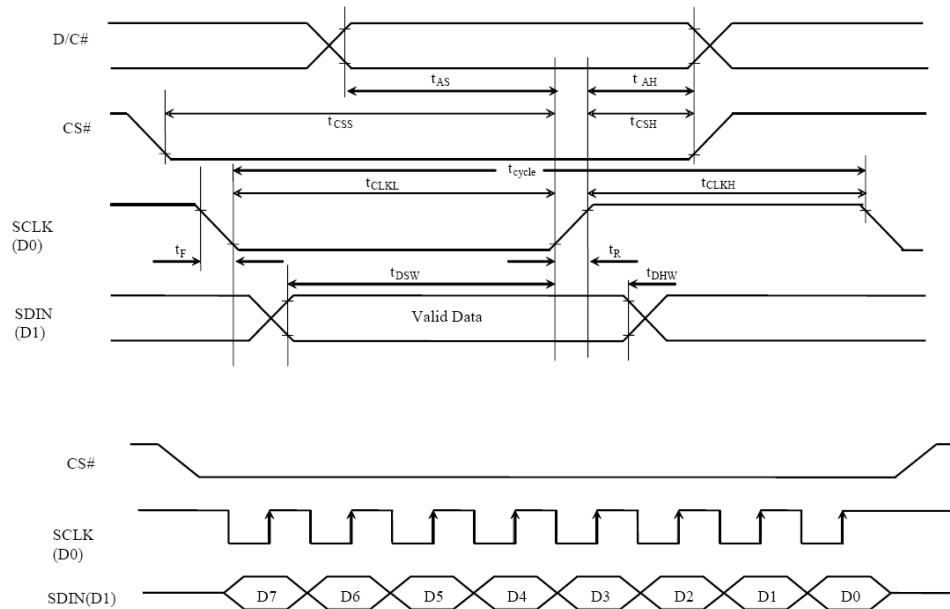 D/C#
tAS
t AH
CS#
tCSS
tCSH
tcycle
tCLKL
tCLKH
SCLK
(D0)
tF
tR
tDSW
tDHW
SDIN
(D1)
Valid Data
CS#
SCLK
(D0)
SDIN(D1)
D7 D6 D5 D4 D3 D2 D1 D0